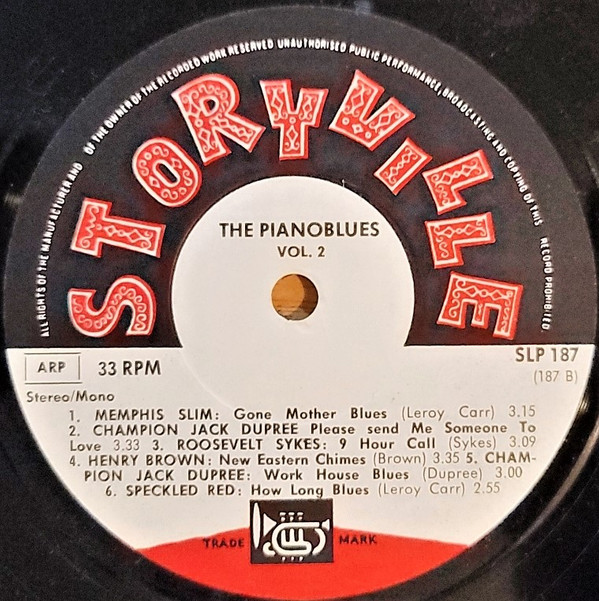 ALL RIGHTS OF THE MANUFACTURER AND OF THE OWNER OF THE RECORDED WORK RESERVED UNAUTHORISED PUBLIC PERFORMANCE, BROADCASTING AND COPYING OF THIS RECORD PROHIBITED.
STORYVILLE
THE PIANOBLUES
VOL. 2
ARP 33 RPM
SLP 187
(187 B)
Stereo/Mono
1. MEMPHIS SLIM: Gone Mother Blues (Leroy Carr) 3.15
2. CHAMPION JACK DUPREE Please send Me Someone To
Love 3.33 3. ROOSEVELT SYKES: 9 Hour Call (Sykes) 3.09
4. HENRY BROWN: New Eastern Chimes (Brown) 3.35 5. CHAM-
PION JACK DUPREE: Work House Blues (Dupree) 3.00
6. SPECKLED RED: How Long Blues (Leroy Carr) 2.55
TRADE MARK